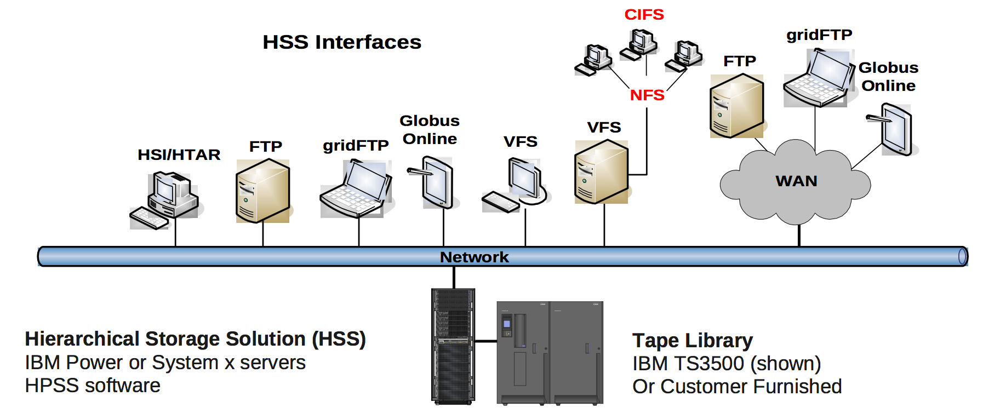 HSS Interfaces
CIFS
NFS
gridFTP
FTP
Globus
Online
HSI/HTAR
FTP
gridFTP
Globus
Online
VFS
VFS
WAN
Network
Hierarchical Storage Solution (HSS)
IBM Power or System x servers
HPSS software
Tape Library
IBM TS3500 (shown)
Or Customer Furnished